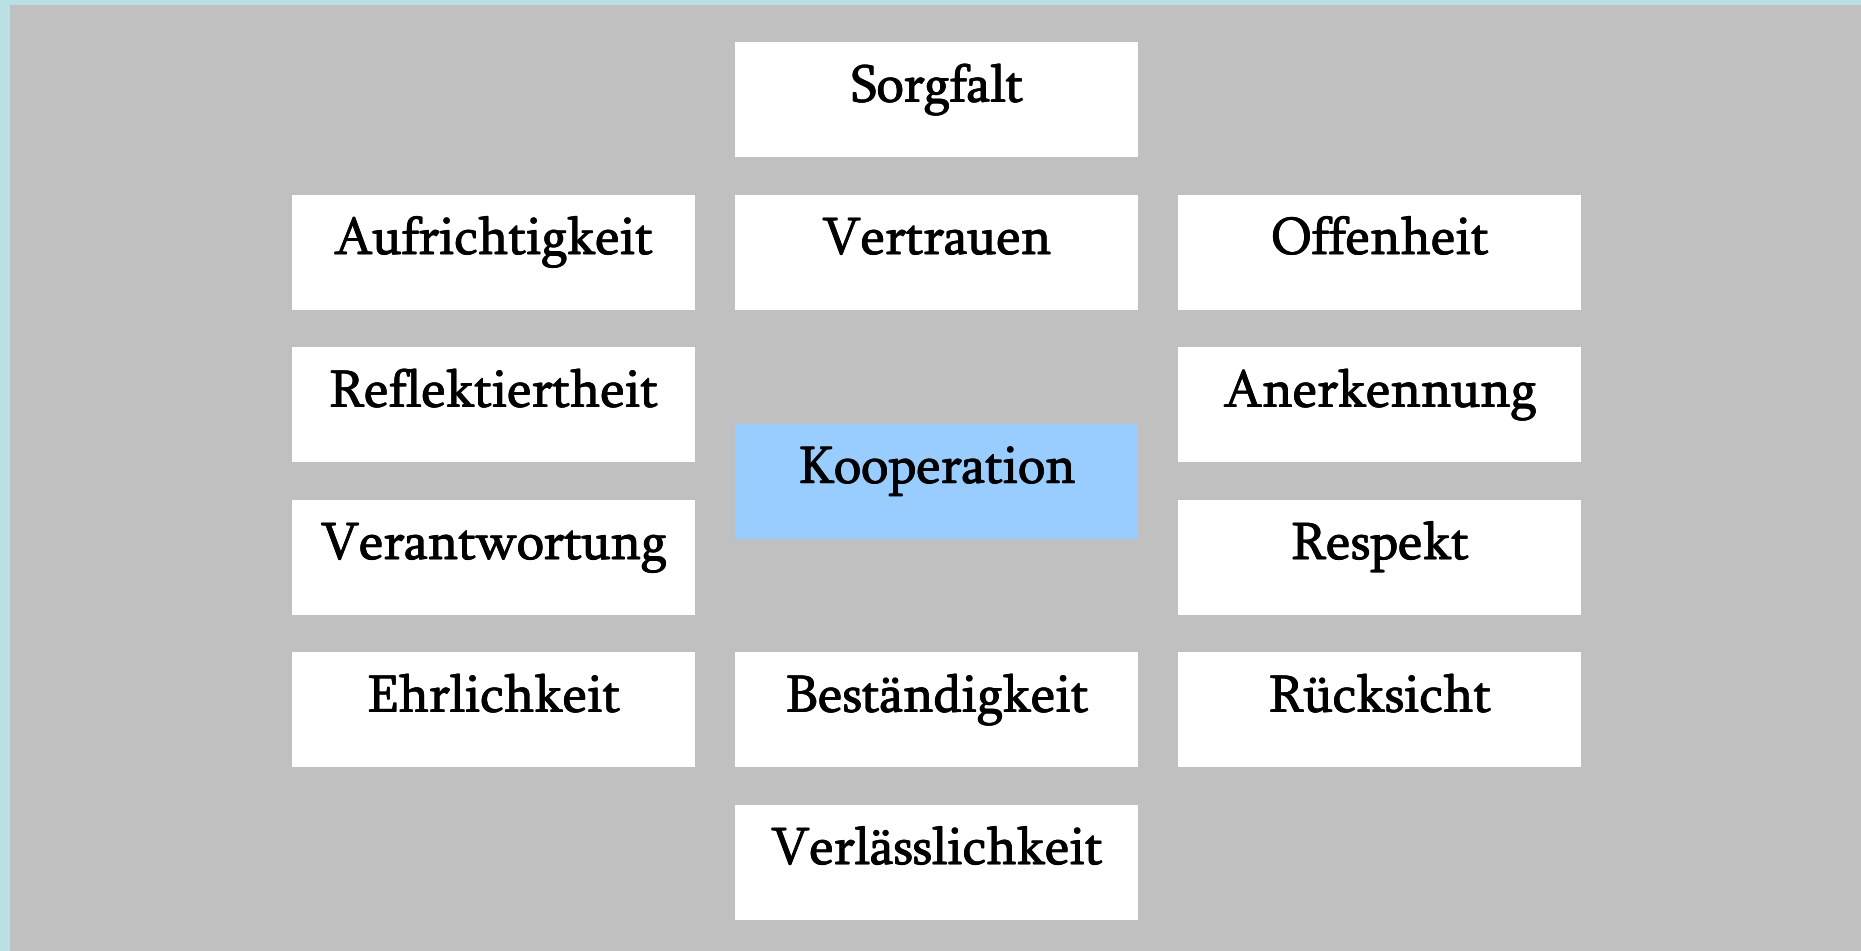 Sorgfalt
Aufrichtigkeit
Vertrauen
Offenheit
Reflektiertheit
Anerkennung
Kooperation
Verantwortung
Respekt
Ehrlichkeit
Beständigkeit
Rücksicht
Verlässlichkeit